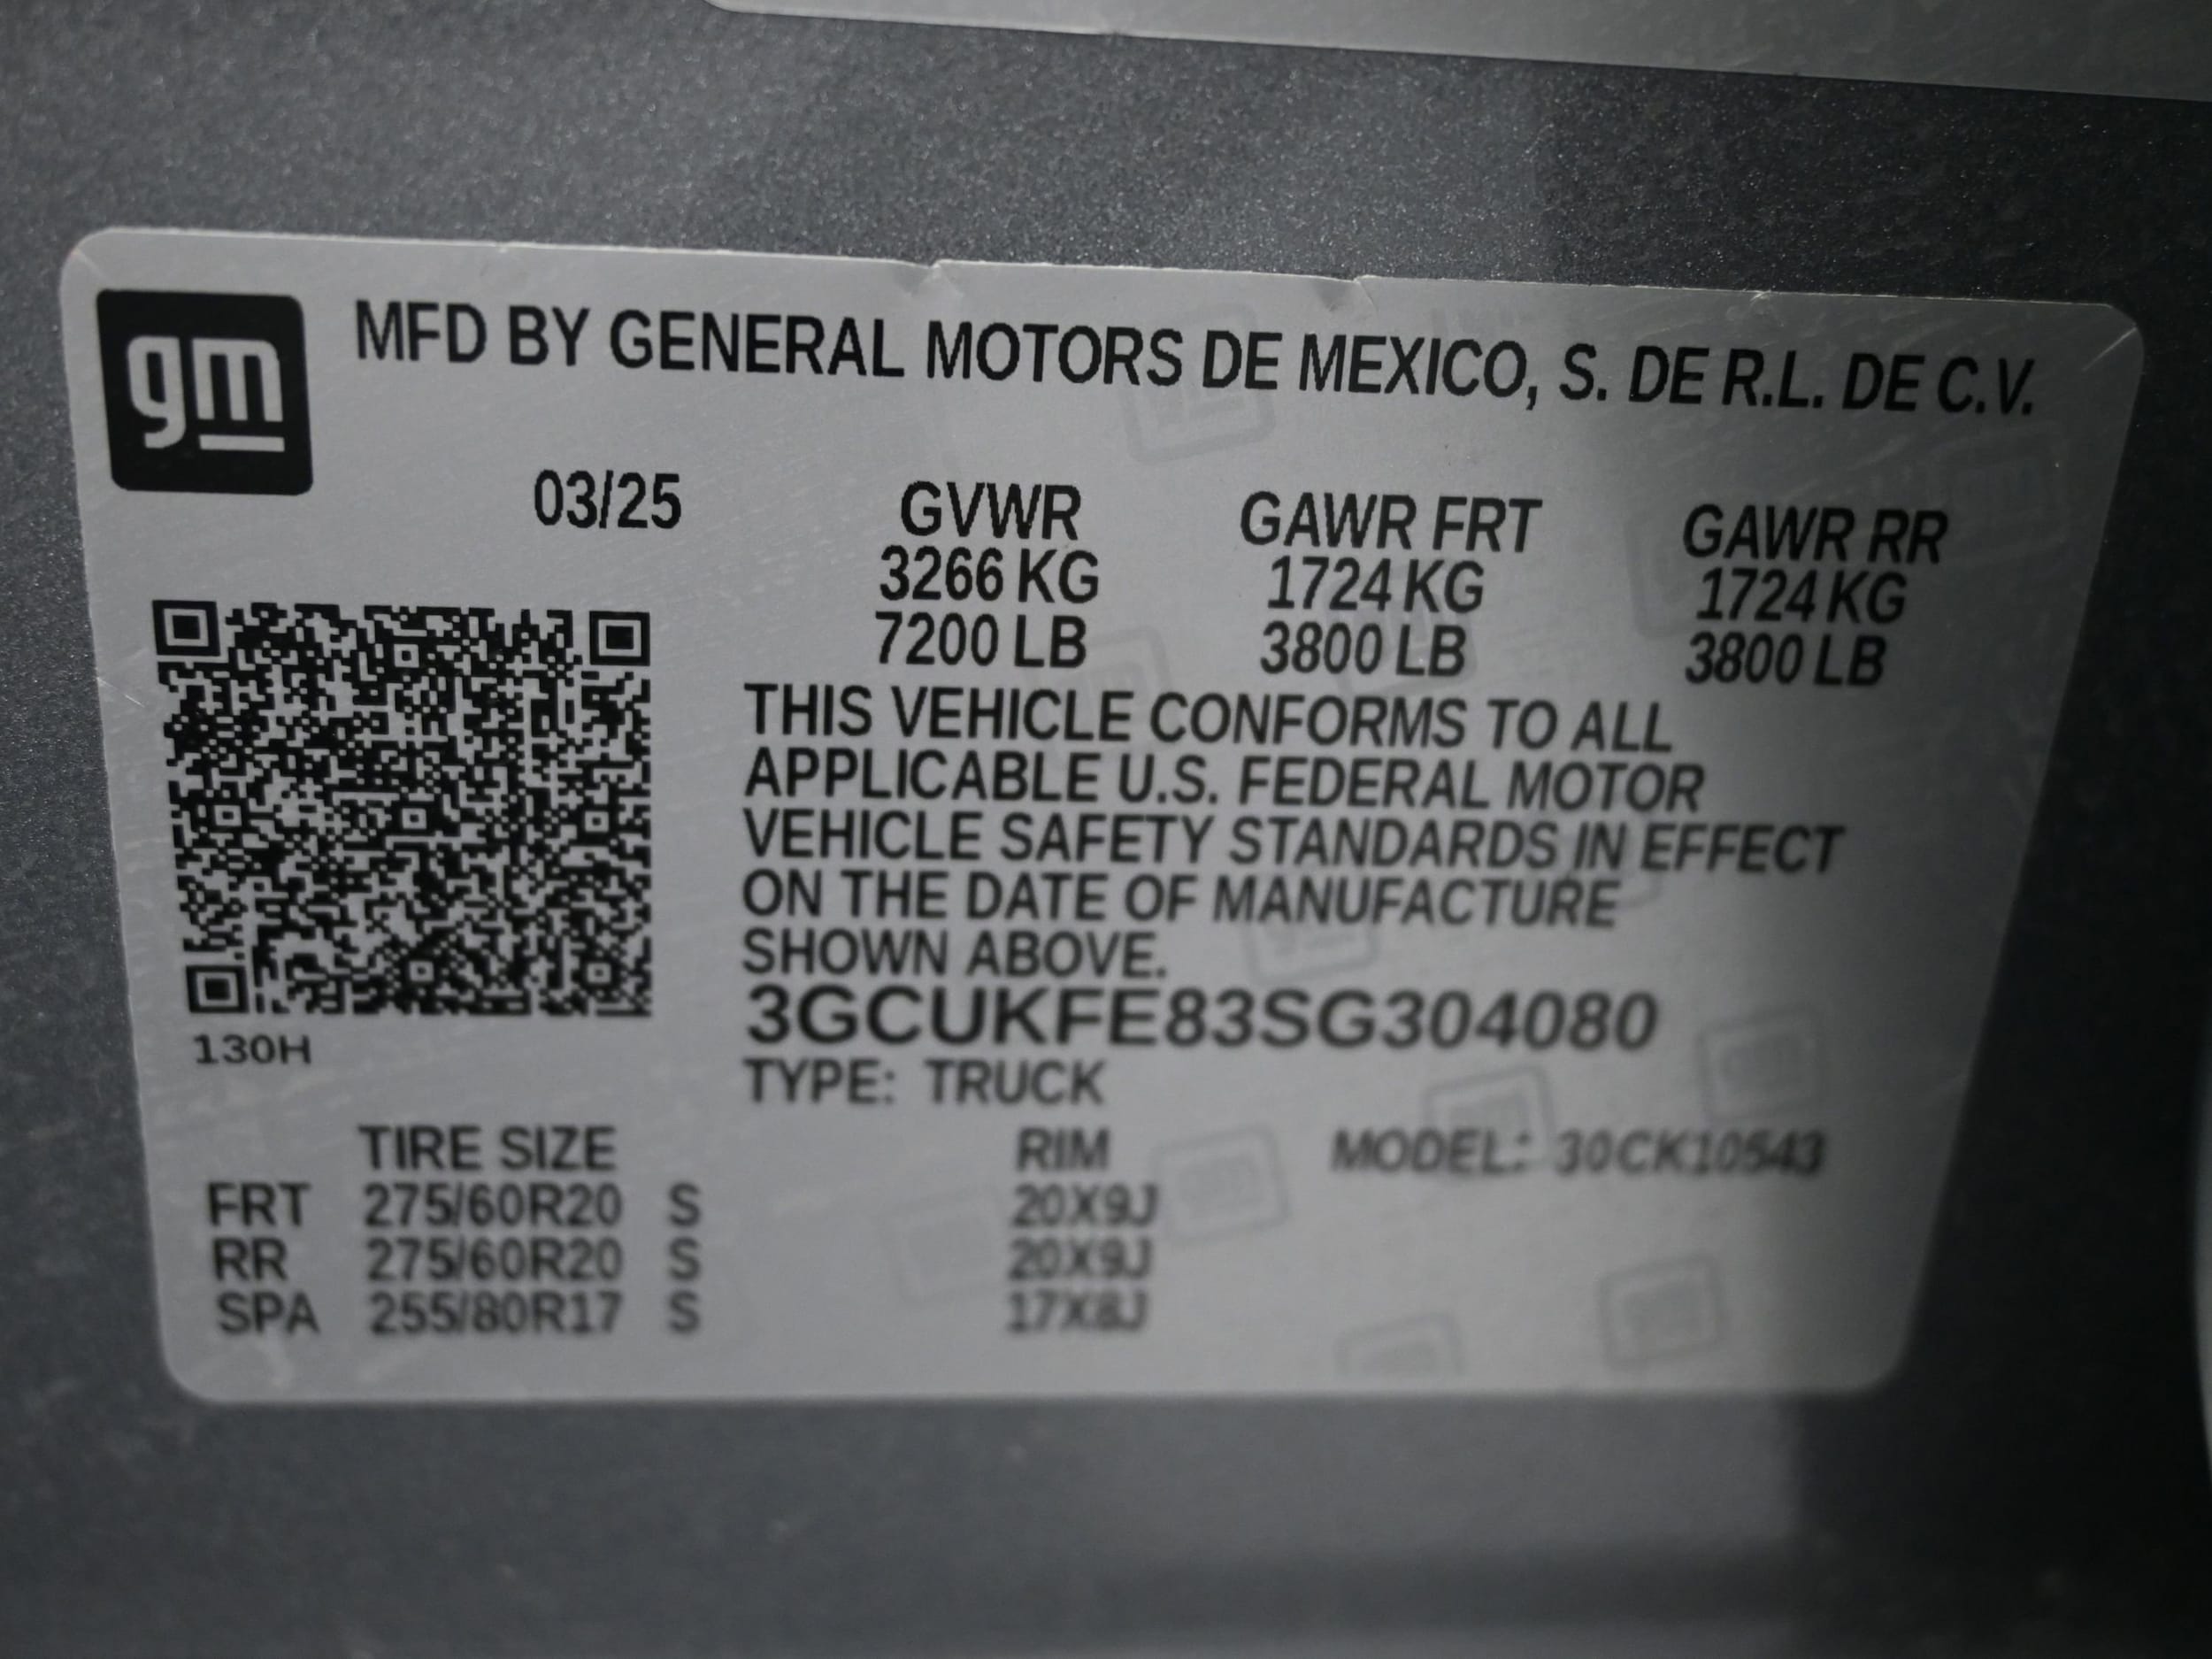 gm MFD BY GENERAL MOTORS DE MEXICO, S. DE R.L. DE C.V.
03/25 GVWR GAWR FRT GAWR RR
3266 KG 1724 KG 1724 KG
7200 LB 3800 LB 3800 LB
THIS VEHICLE CONFORMS TO ALL
APPLICABLE U.S. FEDERAL MOTOR
VEHICLE SAFETY STANDARDS IN EFFECT
ON THE DATE OF MANUFACTURE
SHOWN ABOVE.
3GCUKFE83SG304080
130H
TYPE: TRUCK
TIRE SIZE RIM MODEL: 30CK10543
FRT 275/60R20 S 20X9J
RR 275/60R20 S 20X9J
SPA 255/80R17 S 17X8J